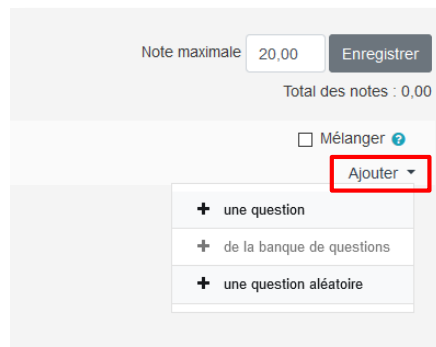 Note maximale 20,00 Enregistrer
Total des notes : 0,00
Mélanger ?
Ajouter
+ une question
+ de la banque de questions
+ une question aléatoire